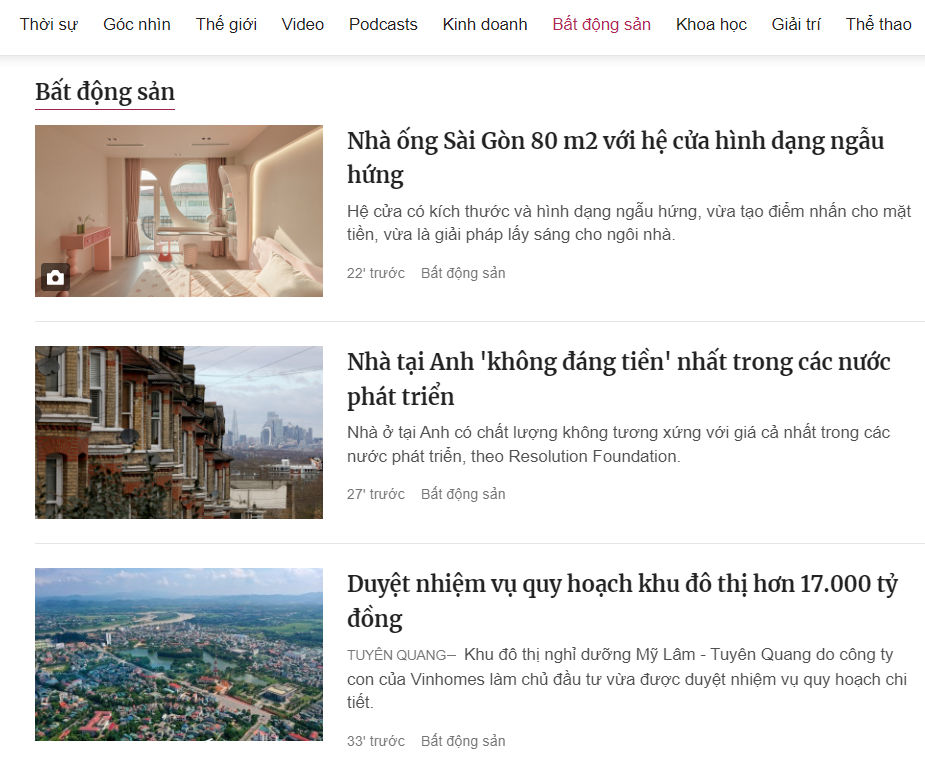 Thời sự Góc nhìn Thế giới Video Podcasts Kinh doanh Bất động sản Khoa học Giải trí Thể thao
Bất động sản
Nhà ống Sài Gòn 80 m2 với hệ cửa hình dạng ngẫu
hứng
Hệ cửa có kích thước và hình dạng ngẫu hứng, vừa tạo điểm nhấn cho mặt
tiền, vừa là giải pháp lấy sáng cho ngôi nhà.
22' trước Bất động sản
Nhà tại Anh 'không đáng tiền' nhất trong các nước
phát triển
Nhà ở tại Anh có chất lượng không tương xứng với giá cả nhất trong các
nước phát triển, theo Resolution Foundation.
27' trước Bất động sản
Duyệt nhiệm vụ quy hoạch khu đô thị hơn 17.000 tỷ
đồng
TUYÊN QUANG– Khu đô thị nghỉ dưỡng Mỹ Lâm - Tuyên Quang do công ty
con của Vinhomes làm chủ đầu tư vừa được duyệt nhiệm vụ quy hoạch chi
tiết.
33' trước Bất động sản